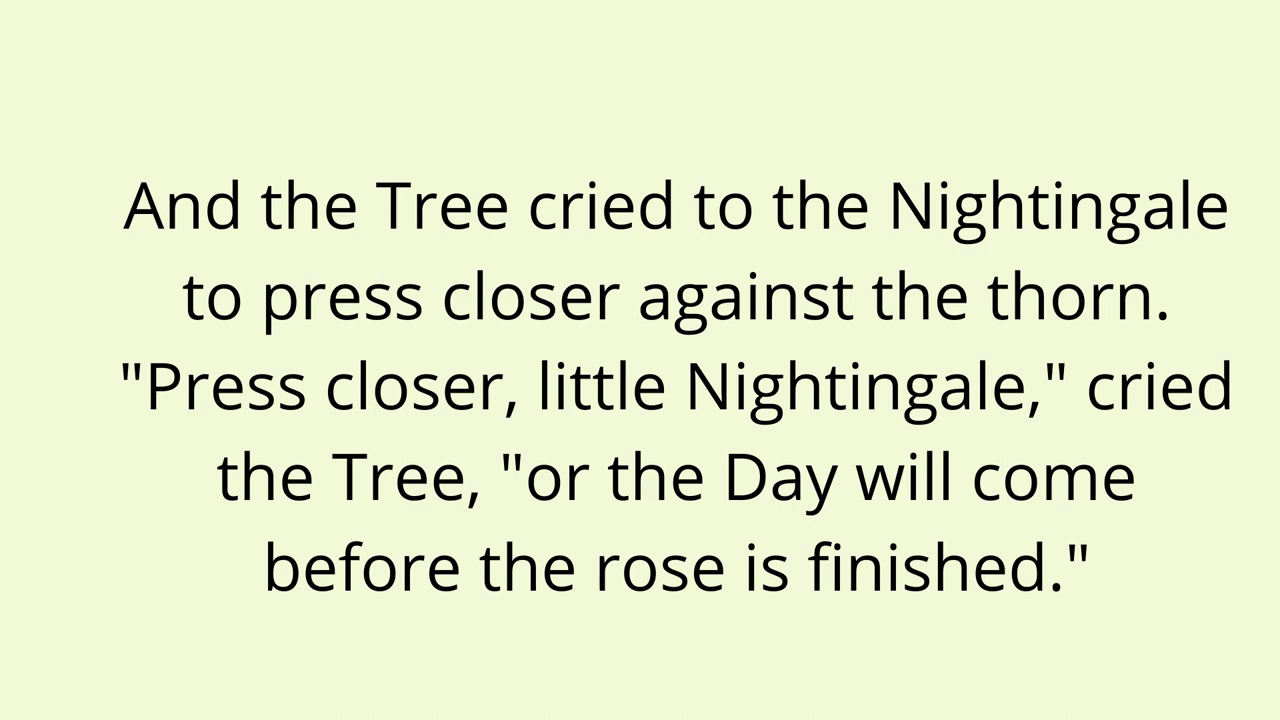 And the Tree cried to the Nightingale
to press closer against the thorn.
"Press closer, little Nightingale," cried
the Tree, "or the Day will come
before the rose is finished."